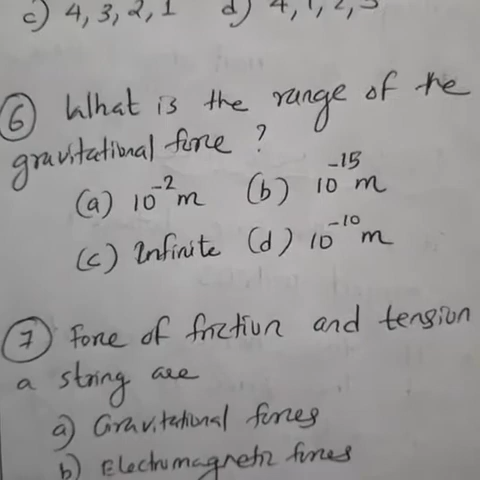 c) 4, 3, 2, 1 d) 4, 1, 2, 3
⑥ What is the range of the
gravitational force ?
(a) 10⁻² m (b) 10⁻¹⁵ m
(c) Infinite (d) 10⁻¹⁰ m
⑦ Force of friction and tension
a string are
a) Gravitational forces
b) Electromagnetic forces